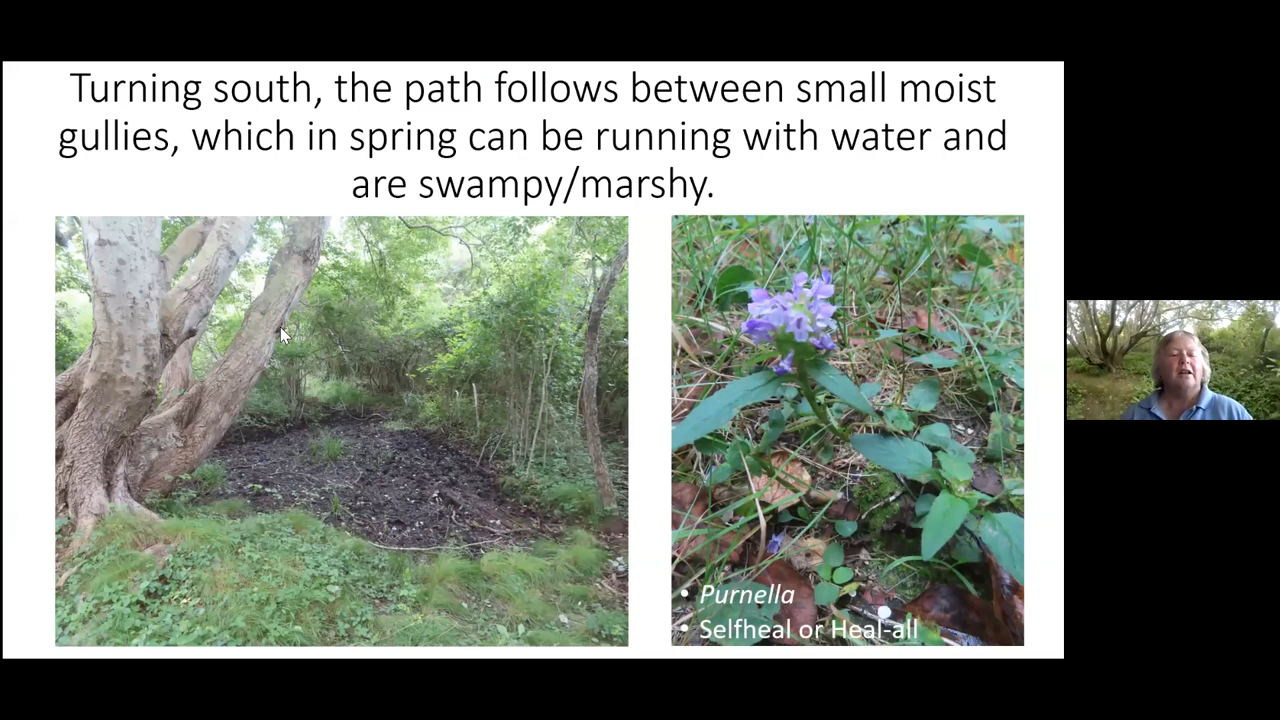 Turning south, the path follows between small moist
gullies, which in spring can be running with water and
are swampy/marshy.
• Purnella
• Selfheal or Heal-all